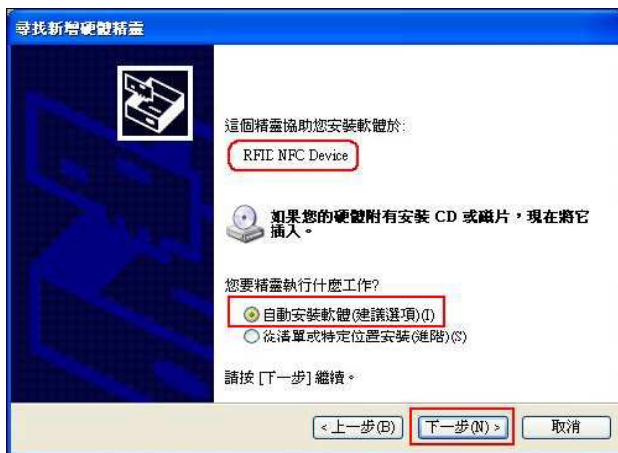 尋找新增硬體精靈
這個精靈協助您安裝軟體於:
RFID NFC Device
如果您的硬體附有安裝 CD 或磁片，現在將它
插入。
您要精靈執行什麼工作?
自動安裝軟體(建議選項)(I)
從清單或特定位置安裝(進階)(S)
請按 [下一步] 繼續。
<上一步(B)
下一步(N) >
取消